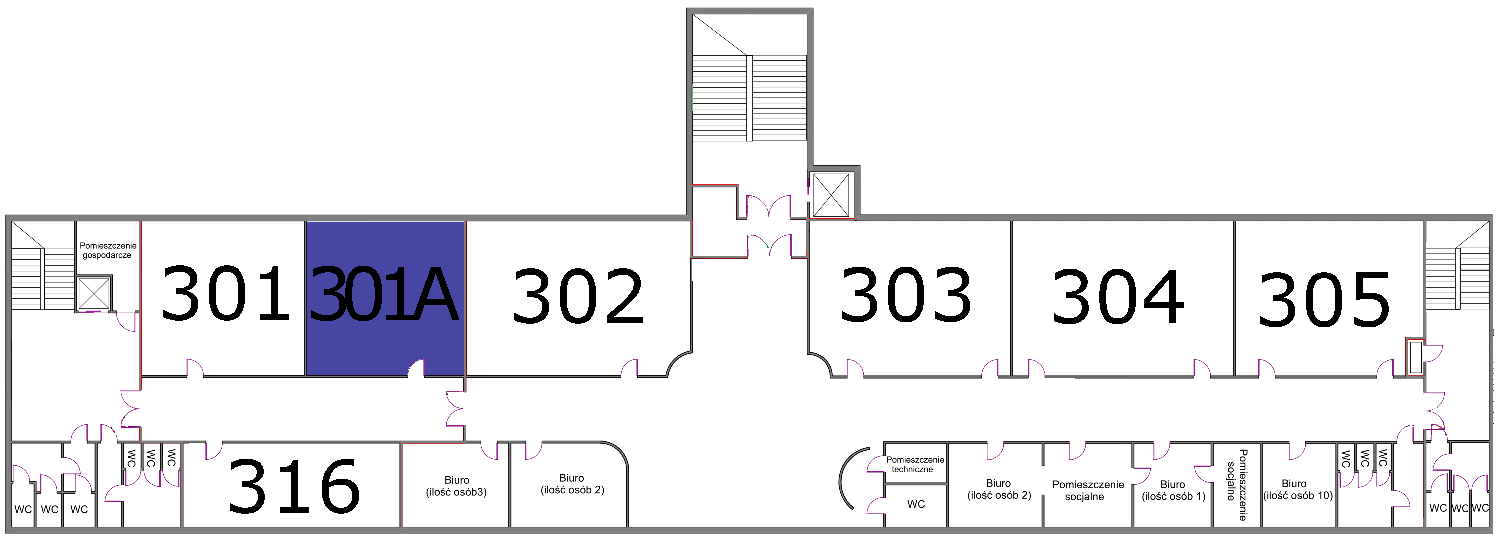 Pomieszczenie
gospodarcze
301
301A
302
303
304
305
WC
WC
WC
316
Biuro
(ilość osób3)
Biuro
(ilość osób 2)
Pomieszczenie
techniczne
WC
Biuro
(ilość osób 2)
Pomieszczenie
socjalne
Biuro
(ilość osób 1)
Pomieszczenie
socjalne
Biuro
(ilość osób 10)
WC
WC
WC
WC
WC
WC
WC
WC
WC